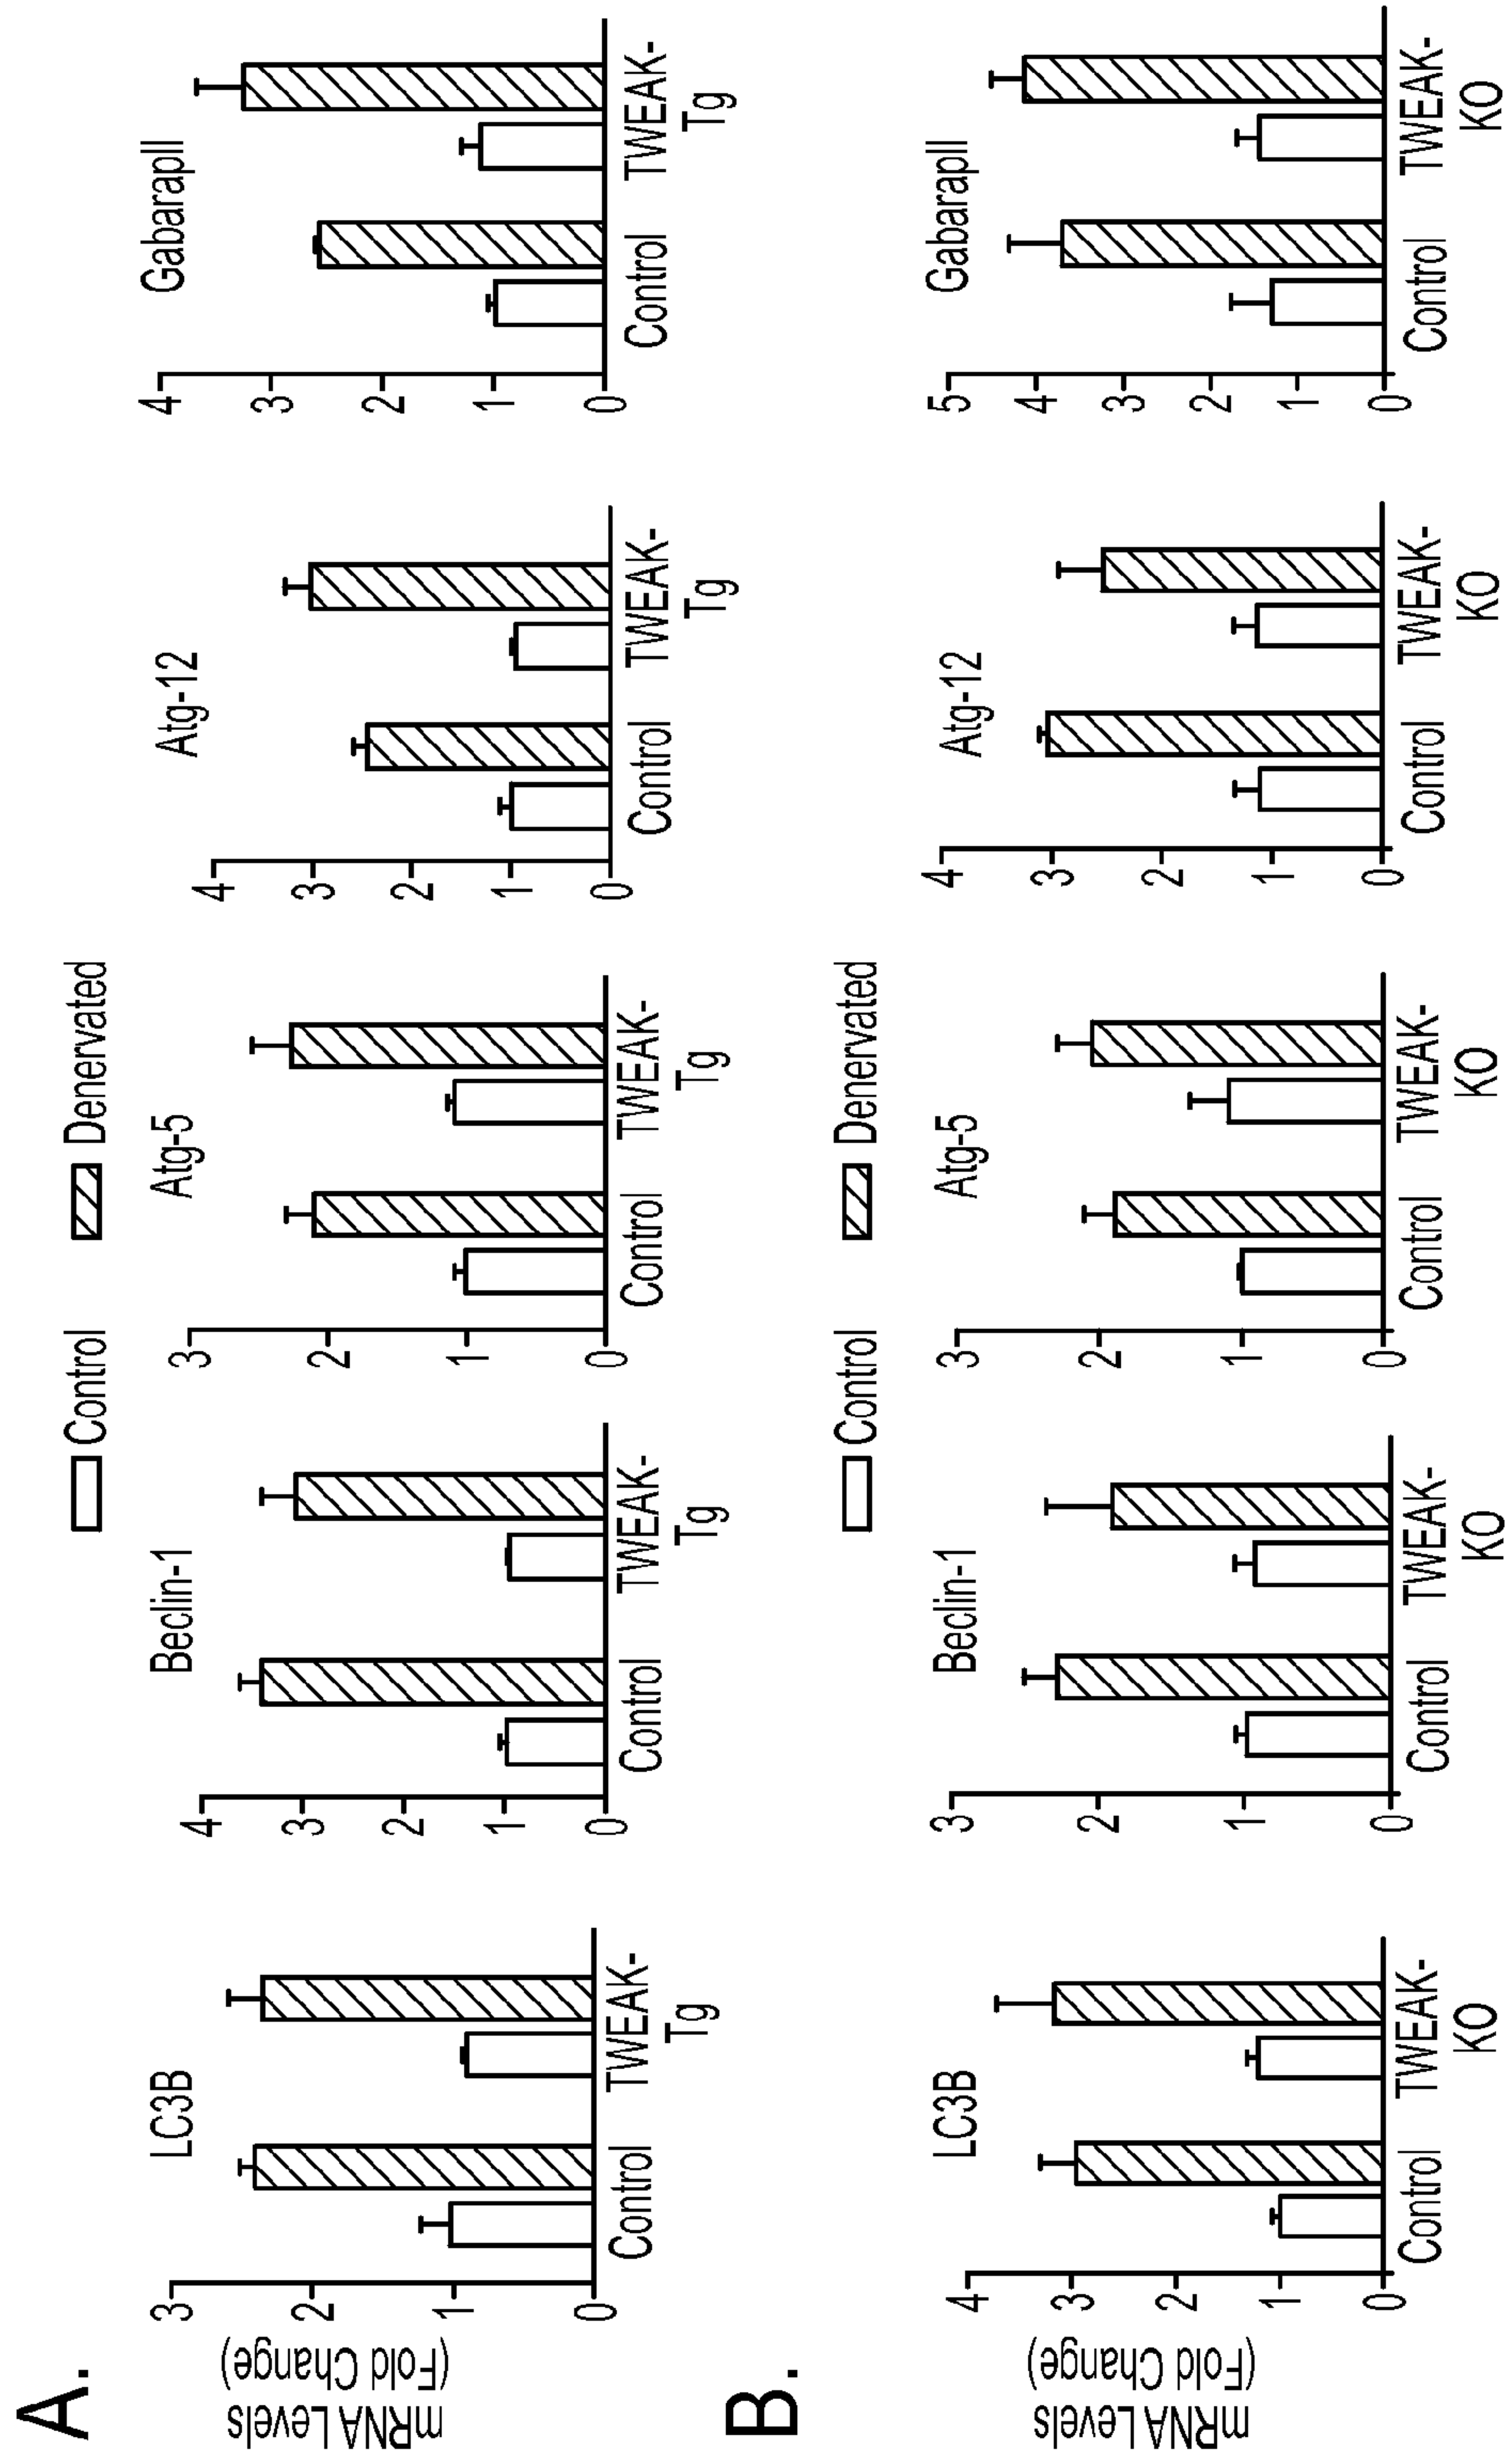 A.
Control
Denervated
mRNA Levels
(Fold Change)
LC3B
3
2
1
0
Control
TWEAK-
Tg
Beclin-1
4
3
2
1
0
Control
TWEAK-
Tg
Atg-5
3
2
1
0
Control
TWEAK-
Tg
Atg-12
4
3
2
1
0
Control
TWEAK-
Tg
Gabarapll
4
3
2
1
0
Control
TWEAK-
Tg
B.
Control
Denervated
mRNA Levels
(Fold Change)
LC3B
4
3
2
1
0
Control
TWEAK-
KO
Beclin-1
3
2
1
0
Control
TWEAK-
KO
Atg-5
3
2
1
0
Control
TWEAK-
KO
Atg-12
4
3
2
1
0
Control
TWEAK-
KO
Gabarapll
5
4
3
2
1
0
Control
TWEAK-
KO